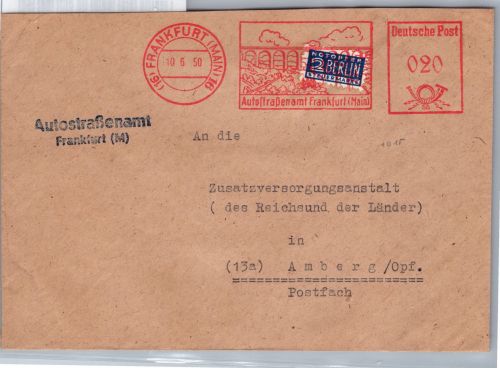 (16) FRANKFURT (MAIN) 16
10 6 50
NOTOPFER
2 BERLIN
STEUERMARKE
Autostraßenamt Frankfurt (Main)
Deutsche Post
020
Autostraßenamt
Frankfurt (M)
An die
1015
Zusatzversorgungsanstalt
( des Reichsund der Länder)
in
(13a) Amberg/Opf.
Postfach